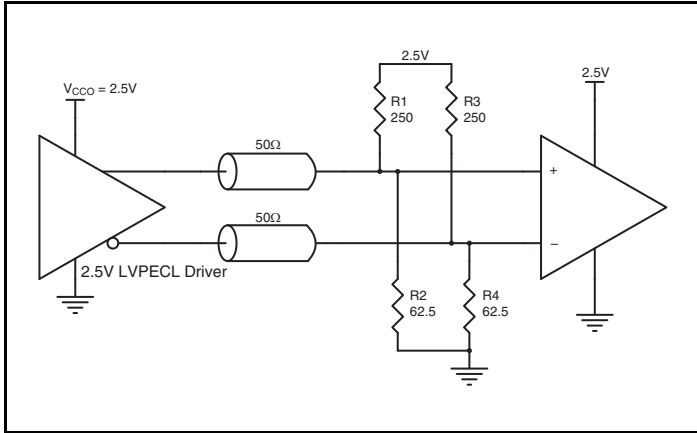 2.5V
V_CCO = 2.5V
2.5V
R1
250
R3
250
50Ω
+
50Ω
−
2.5V LVPECL Driver
R2
62.5
R4
62.5